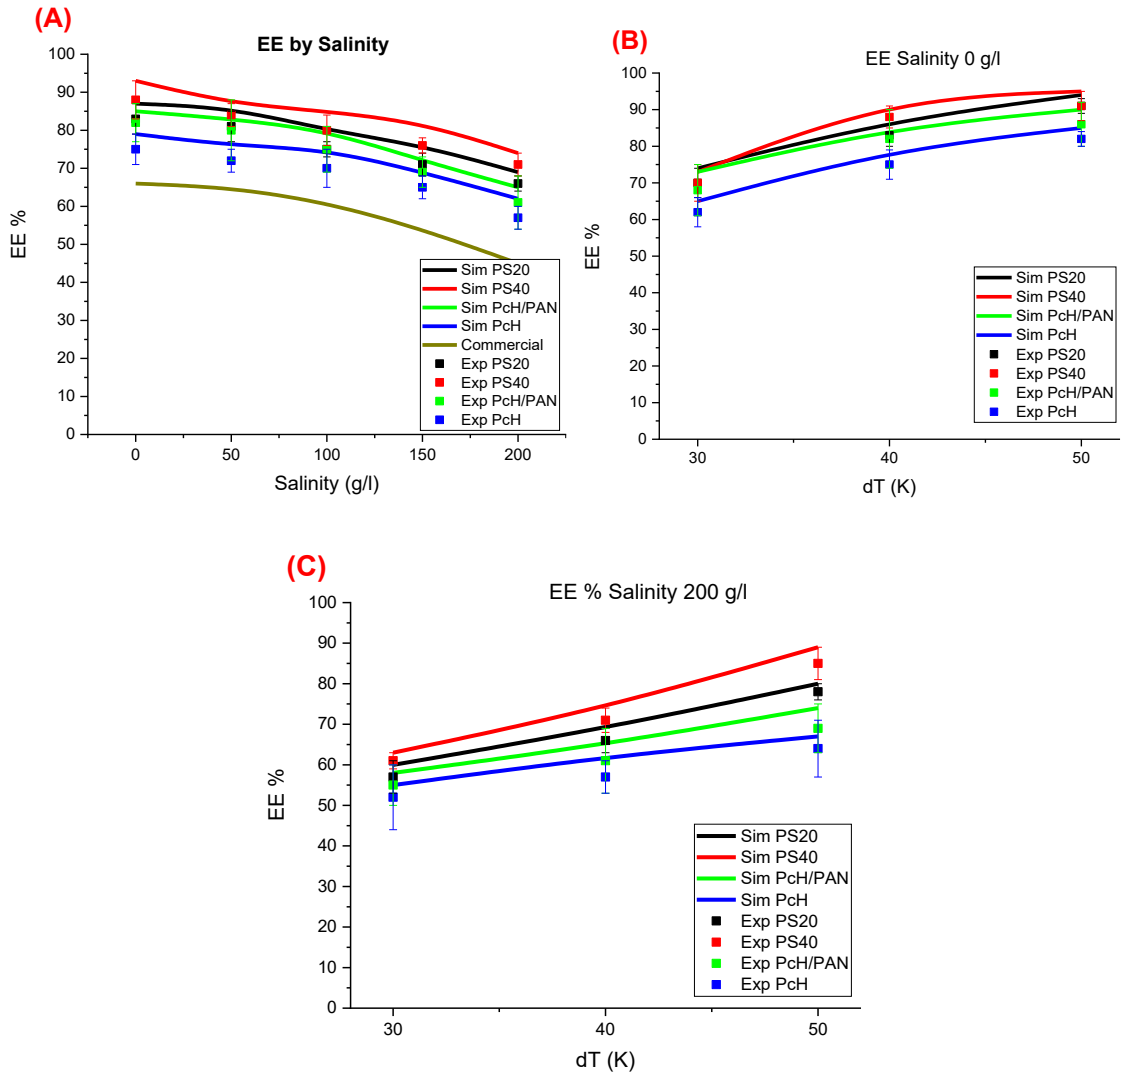 (A)
EE by Salinity
100
90
80
70
60
50
40
30
20
10
0
EE %
0 50 100 150 200
Salinity (g/l)
Sim PS20
Sim PS40
Sim PcH/PAN
Sim PcH
Commercial
Exp PS20
Exp PS40
Exp PcH/PAN
Exp PcH
(B)
EE Salinity 0 g/l
100
90
80
70
60
50
40
30
20
10
0
EE %
30 40 50
dT (K)
Sim PS20
Sim PS40
Sim PcH/PAN
Sim PcH
Exp PS20
Exp PS40
Exp PcH/PAN
Exp PcH
(C)
EE % Salinity 200 g/l
100
90
80
70
60
50
40
30
20
10
0
EE %
30 40 50
dT (K)
Sim PS20
Sim PS40
Sim PcH/PAN
Sim PcH
Exp PS20
Exp PS40
Exp PcH/PAN
Exp PcH